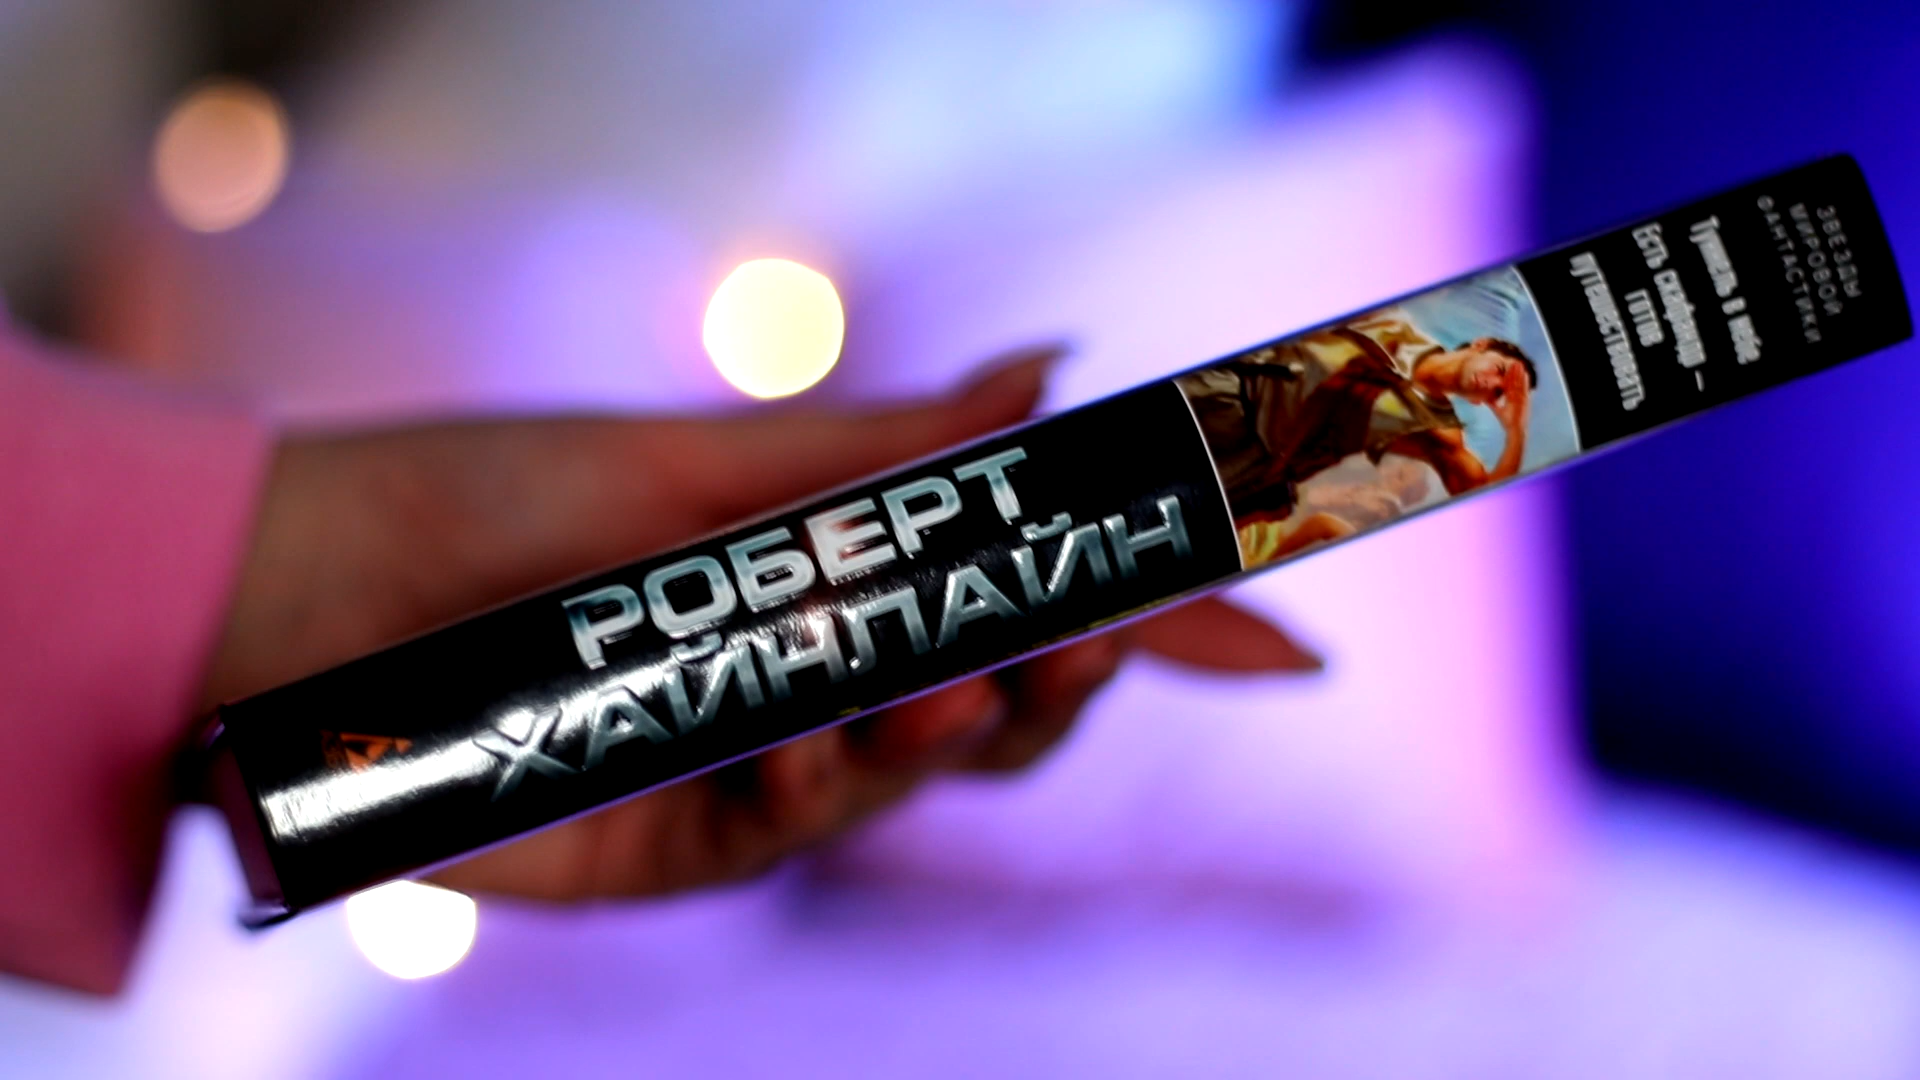 ЗВЕЗДЫ
МИРОВОЙ
ФАНТАСТИКИ
Туннель в небе
Есть скафандр –
готов
путешествовать
РОБЕРТ
ХАЙНЛАЙН